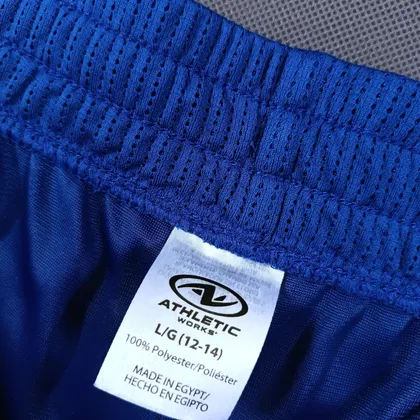 ATHLETIC
WORKS®
L/G (12-14)
100% Polyester/Poliéster
MADE IN EGYPT/
HECHO EN EGIPTO